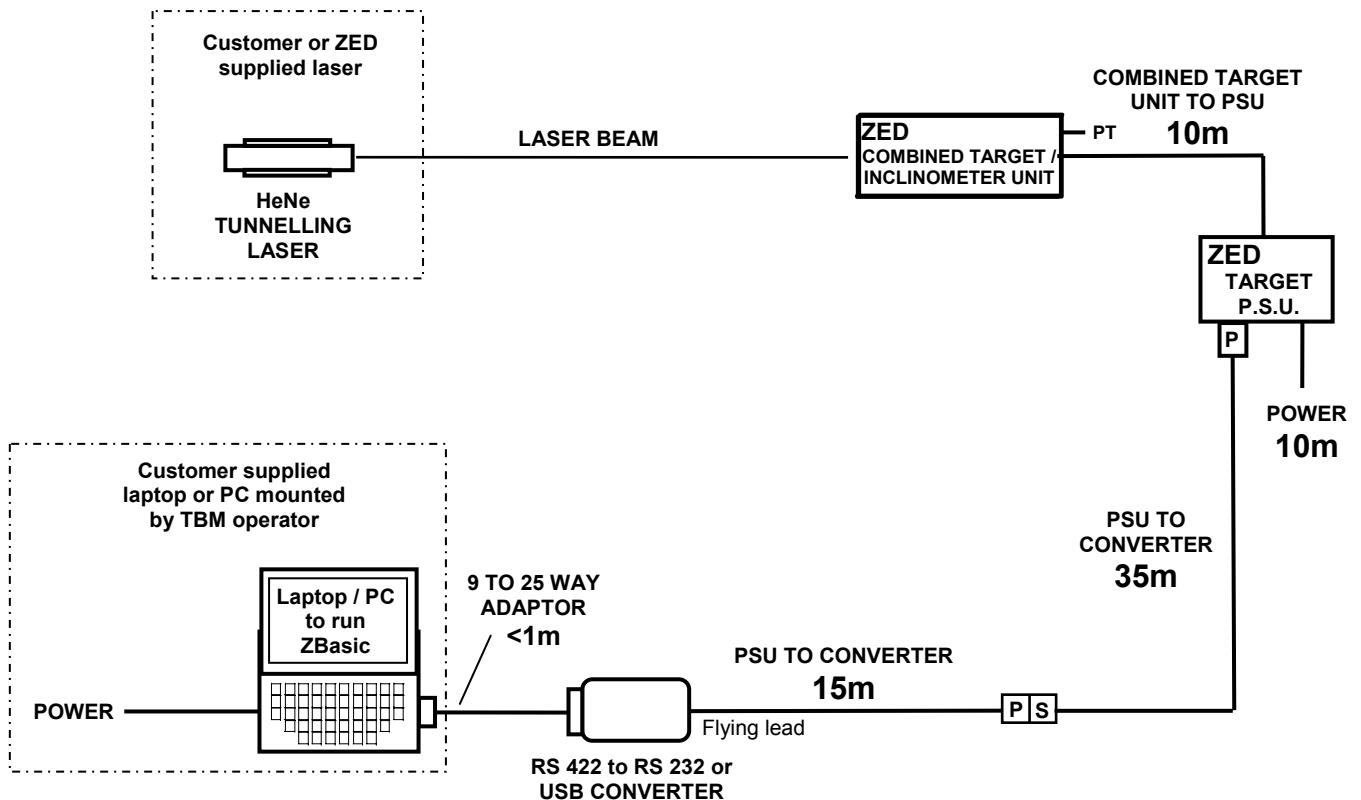 Customer or ZED
supplied laser
HeNe
TUNNELLING
LASER
LASER BEAM
ZED
COMBINED TARGET /
INCLINOMETER UNIT
PT
COMBINED TARGET
UNIT TO PSU
10m
ZED
TARGET
P.S.U.
P
POWER
10m
PSU TO
CONVERTER
35m
Customer supplied
laptop or PC mounted
by TBM operator
Laptop / PC
to run
ZBasic
POWER
9 TO 25 WAY
ADAPTOR
<1m
RS 422 to RS 232 or
USB CONVERTER
PSU TO CONVERTER
15m
Flying lead
P S